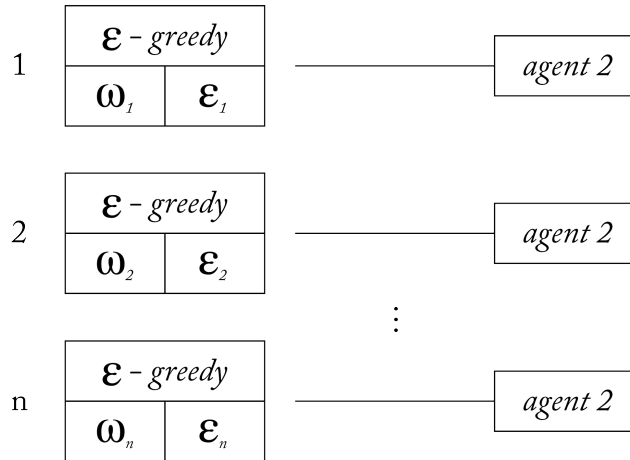 ε – greedy
1
agent 2
ω₁ ε₁
ε – greedy
2
agent 2
ω₂ ε₂
⋮
ε – greedy
n
agent 2
ωₙ εₙ